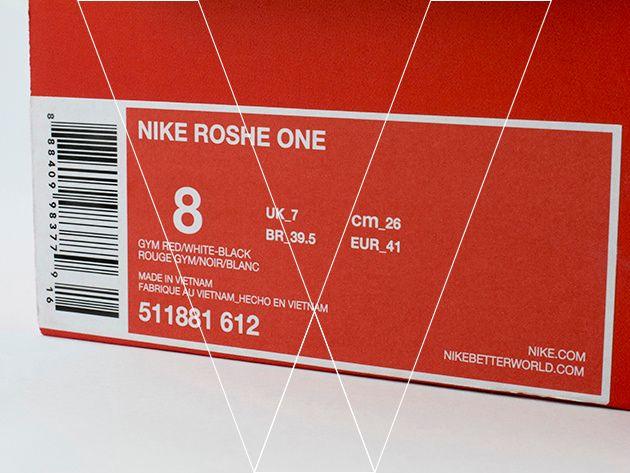 NIKE ROSHE ONE
8
UK_7
cm_26
BR_39.5
EUR_41
GYM RED/WHITE-BLACK
ROUGE GYM/NOIR/BLANC
MADE IN VIETNAM
FABRIQUE AU VIETNAM_HECHO EN VIETNAM
511881 612
NIKE.COM
NIKEBETTERWORLD.COM
8 88409 98377 9 16